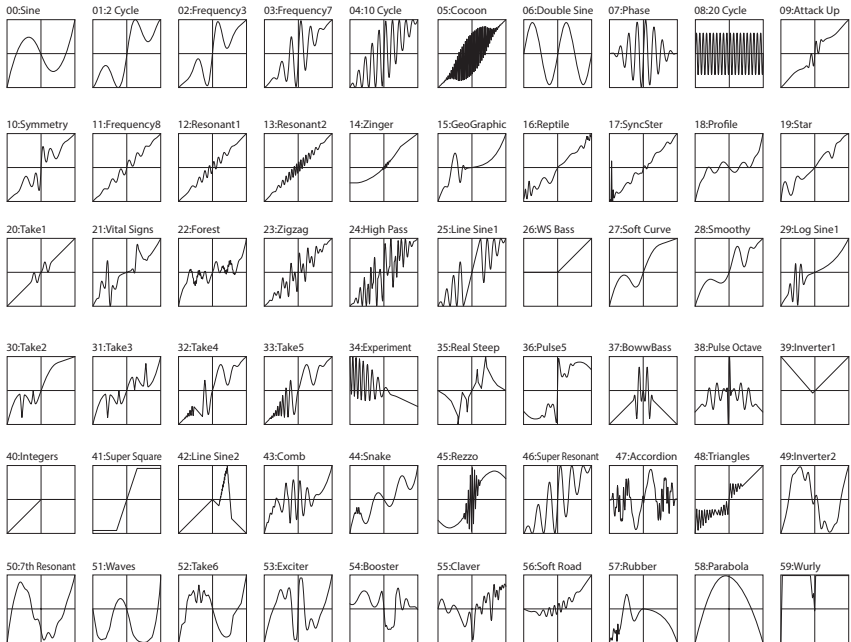 00:Sine 01:2 Cycle 02:Frequency3 03:Frequency7 04:10 Cycle 05:Cocoon 06:Double Sine 07:Phase 08:20 Cycle 09:Attack Up
10:Symmetry 11:Frequency8 12:Resonant1 13:Resonant2 14:Zinger 15:GeoGraphic 16:Reptile 17:SyncSter 18:Profile 19:Star
20:Take1 21:Vital Signs 22:Forest 23:Zigzag 24:High Pass 25:Line Sine1 26:WS Bass 27:Soft Curve 28:Smoothy 29:Log Sine1
30:Take2 31:Take3 32:Take4 33:Take5 34:Experiment 35:Real Steep 36:Pulse5 37:BowwBass 38:Pulse Octave 39:Inverter1
40:Integers 41:Super Square 42:Line Sine2 43:Comb 44:Snake 45:Rezzo 46:Super Resonant 47:Accordion 48:Triangles 49:Inverter2
50:7th Resonant 51:Waves 52:Take6 53:Exciter 54:Booster 55:Claver 56:Soft Road 57:Rubber 58:Parabola 59:Wurly